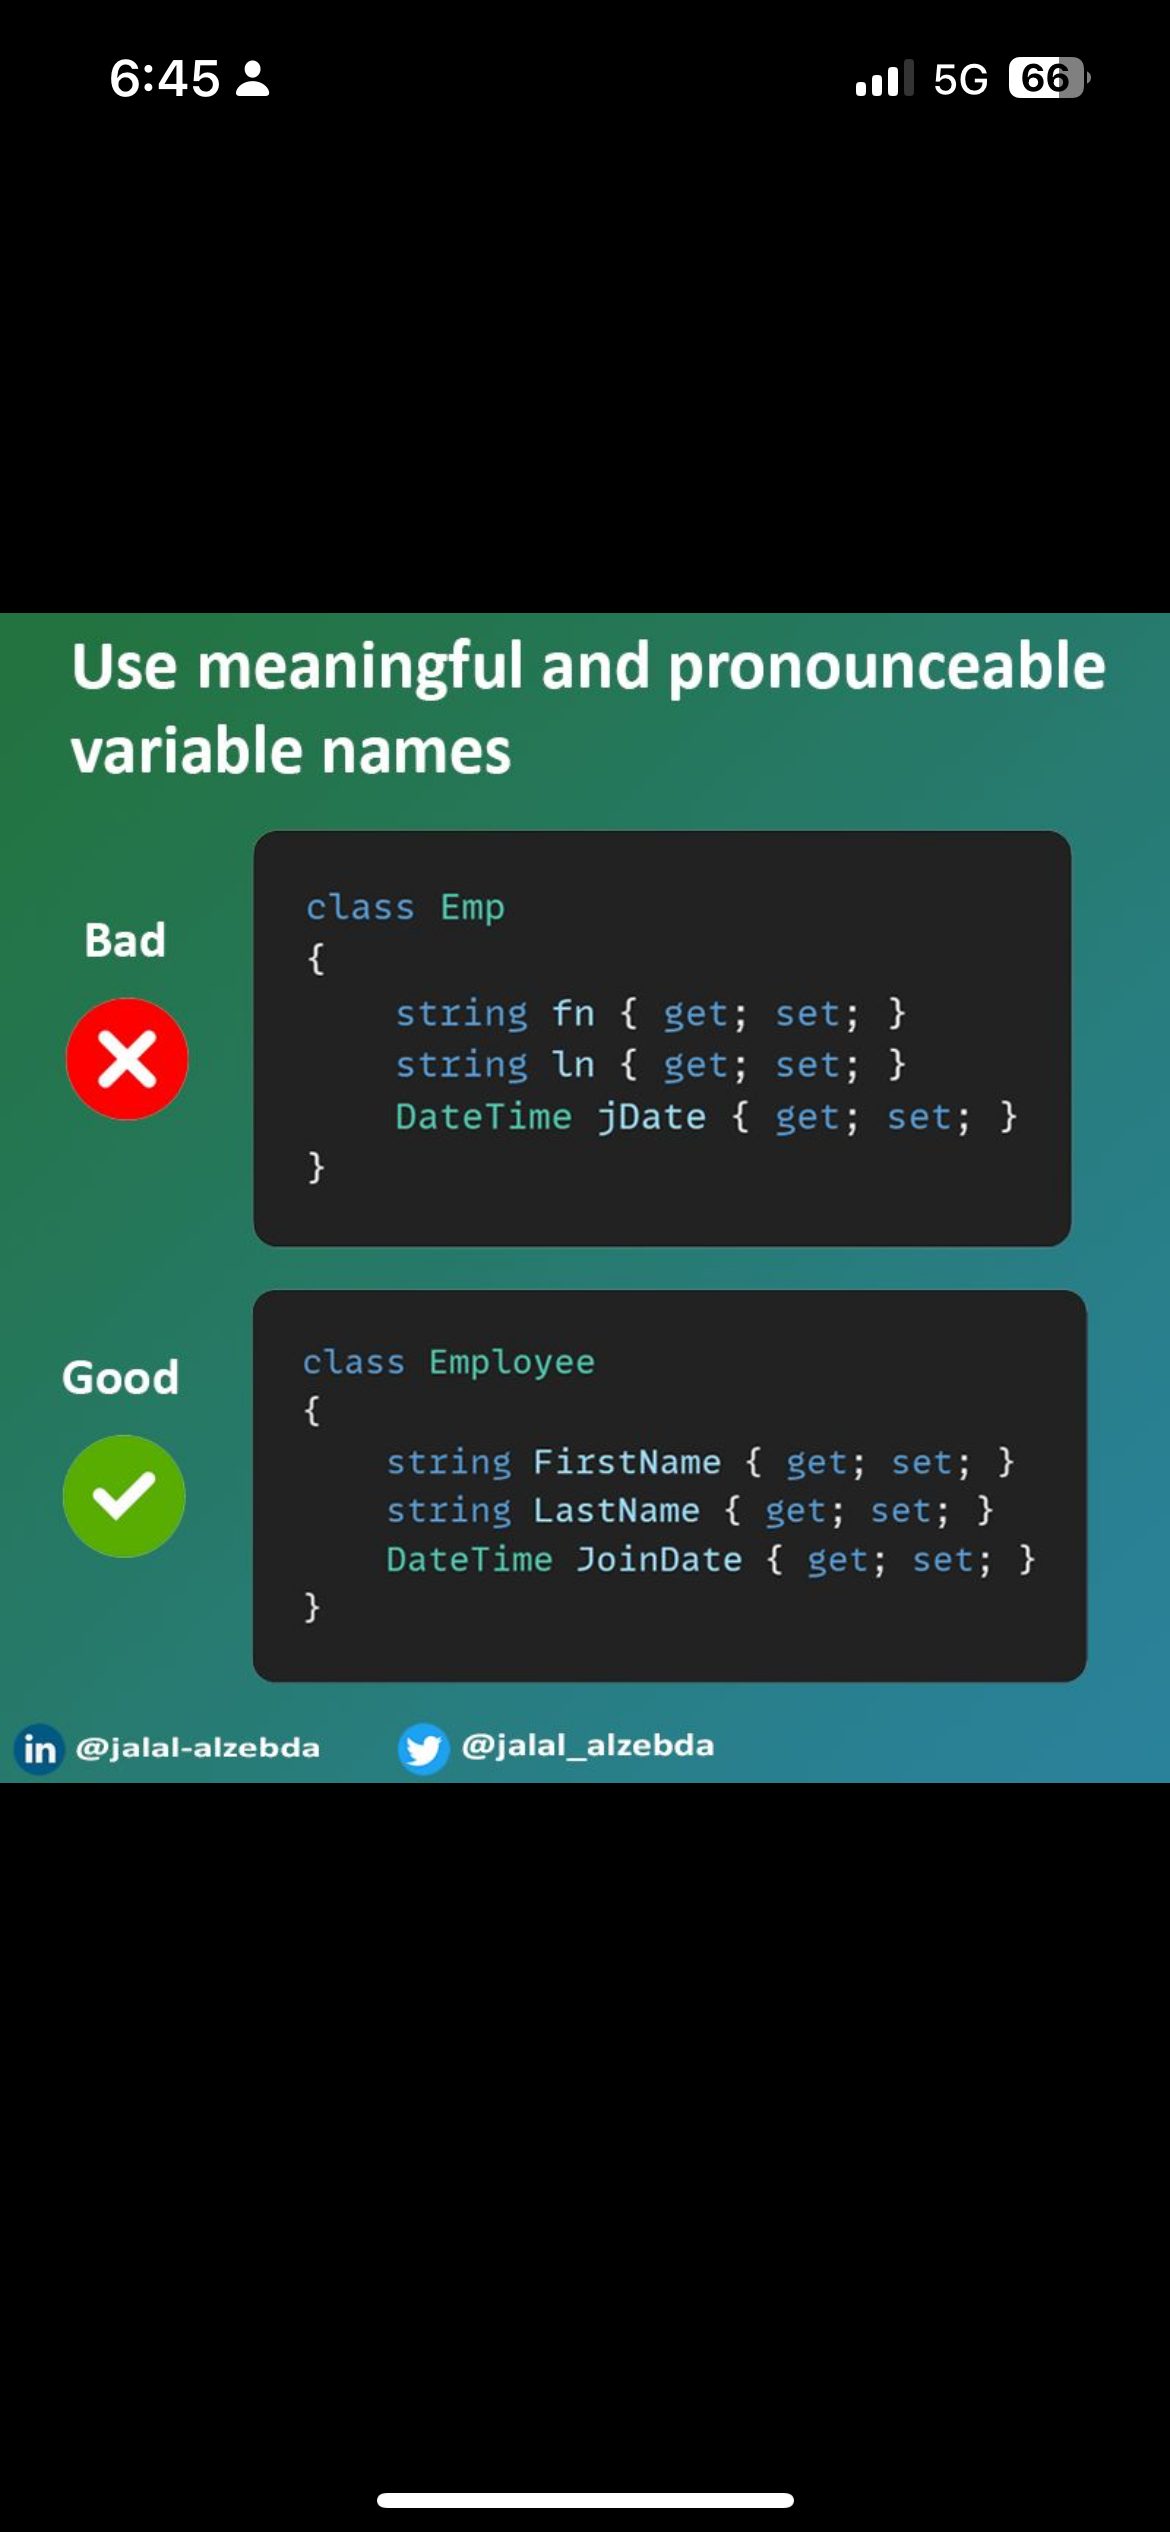 6:45
5G 66
Use meaningful and pronounceable
variable names
Bad
class Emp
{
    string fn { get; set; }
    string ln { get; set; }
    DateTime jDate { get; set; }
}
Good
class Employee
{
    string FirstName { get; set; }
    string LastName { get; set; }
    DateTime JoinDate { get; set; }
}
in @jalal-alzebda
@jalal_alzebda